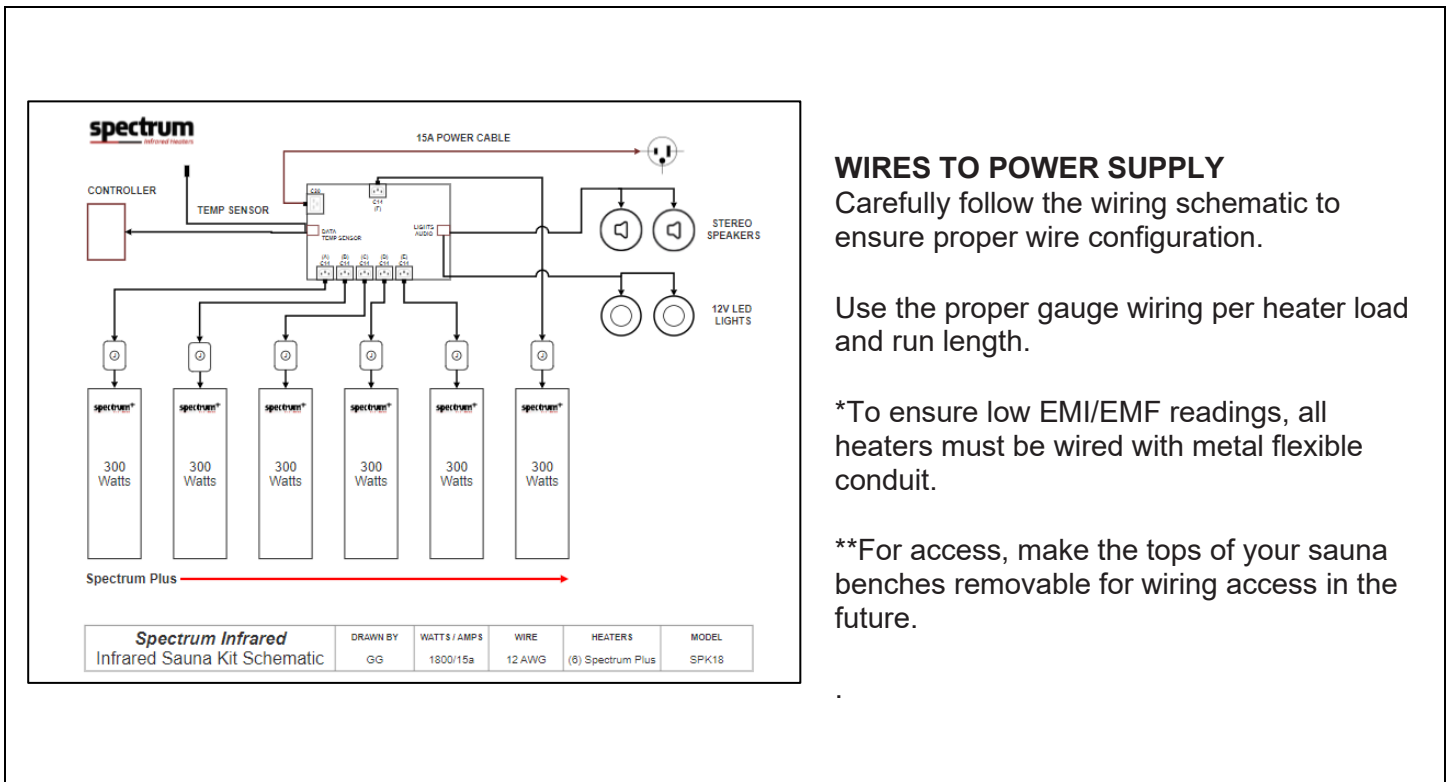 spectrum
Infrared Heaters
15A POWER CABLE
CONTROLLER
TEMP SENSOR
C20
C14
(F)
DATA
TEMP SENSOR
LIGHTS
AUDIO
STEREO
SPEAKERS
(A) (B) (C) (D) (E)
C14 C14 C14 C14 C14
12V LED
LIGHTS
spectrum+ spectrum+ spectrum+ spectrum+ spectrum+ spectrum+
300 300 300 300 300 300
Watts Watts Watts Watts Watts Watts
Spectrum Plus
Spectrum Infrared
Infrared Sauna Kit Schematic
DRAWN BY WATTS / AMPS WIRE HEATERS MODEL
GG 1800/15a 12 AWG (6) Spectrum Plus SPK18
WIRES TO POWER SUPPLY
Carefully follow the wiring schematic to
ensure proper wire configuration.
Use the proper gauge wiring per heater load
and run length.
*To ensure low EMI/EMF readings, all
heaters must be wired with metal flexible
conduit.
**For access, make the tops of your sauna
benches removable for wiring access in the
future.
.